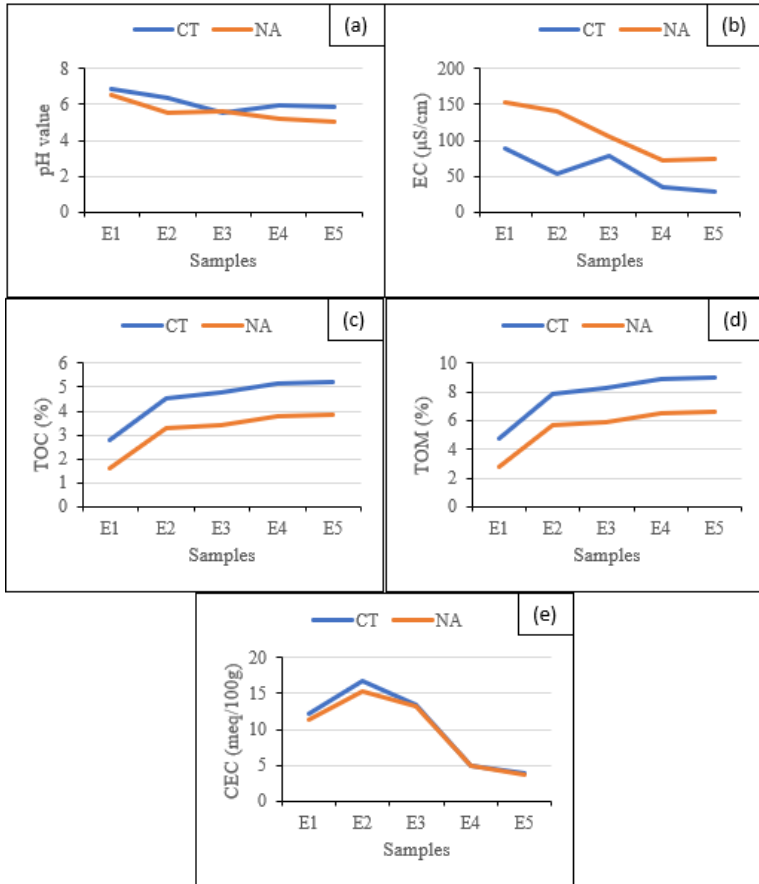 CT NA (a)
8
6
4
2
0
pH value
E1 E2 E3 E4 E5
Samples
CT NA (b)
200
150
100
50
0
EC (µS/cm)
E1 E2 E3 E4 E5
Samples
CT NA (c)
6
5
4
3
2
1
0
TOC (%)
E1 E2 E3 E4 E5
Samples
CT NA (d)
10
8
6
4
2
0
TOM (%)
E1 E2 E3 E4 E5
Samples
CT NA (e)
20
15
10
5
0
CEC (meq/100g)
E1 E2 E3 E4 E5
Samples